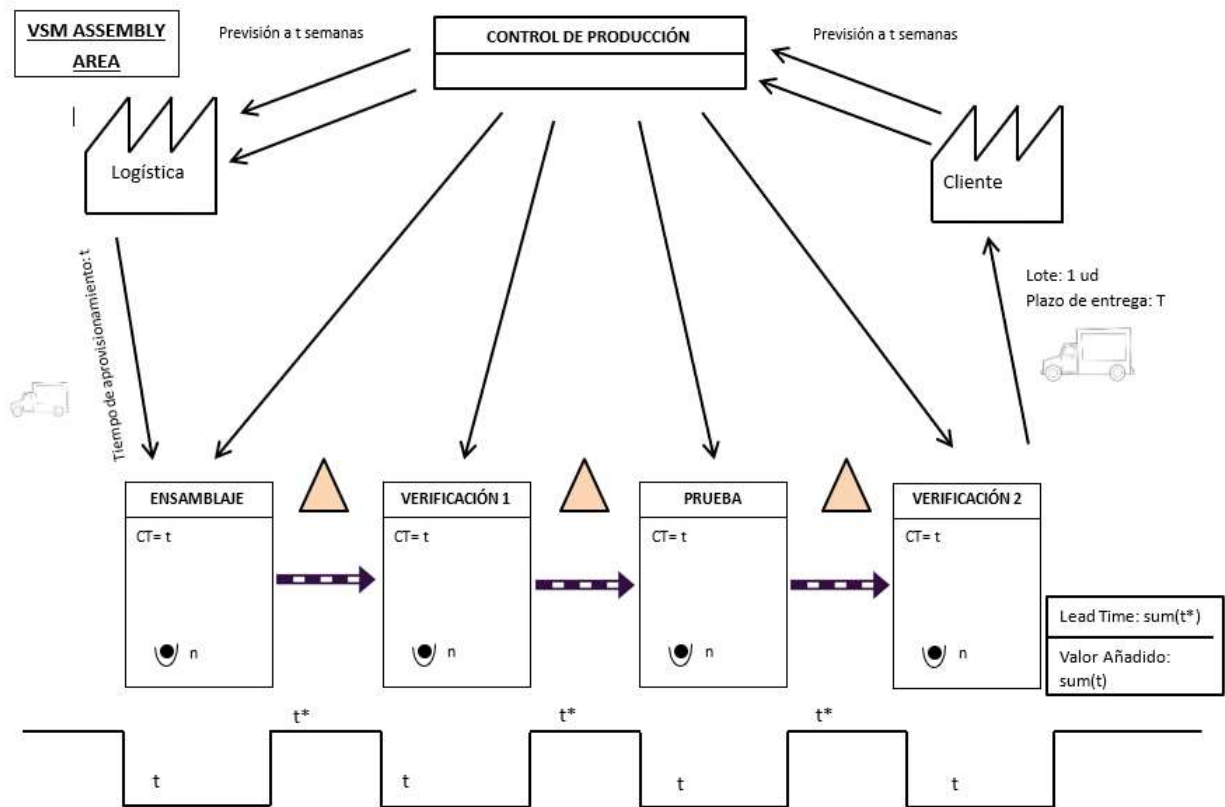 VSM ASSEMBLY
AREA
Previsión a t semanas
CONTROL DE PRODUCCIÓN
Previsión a t semanas
Logística
Cliente
Tiempo de aprovisionamiento: t
Lote: 1 ud
Plazo de entrega: T
ENSAMBLAJE
VERIFICACIÓN 1
PRUEBA
VERIFICACIÓN 2
CT= t
CT= t
CT= t
CT= t
n
n
n
n
Lead Time: sum(t*)
Valor Añadido:
sum(t)
t*
t*
t*
t
t
t
t